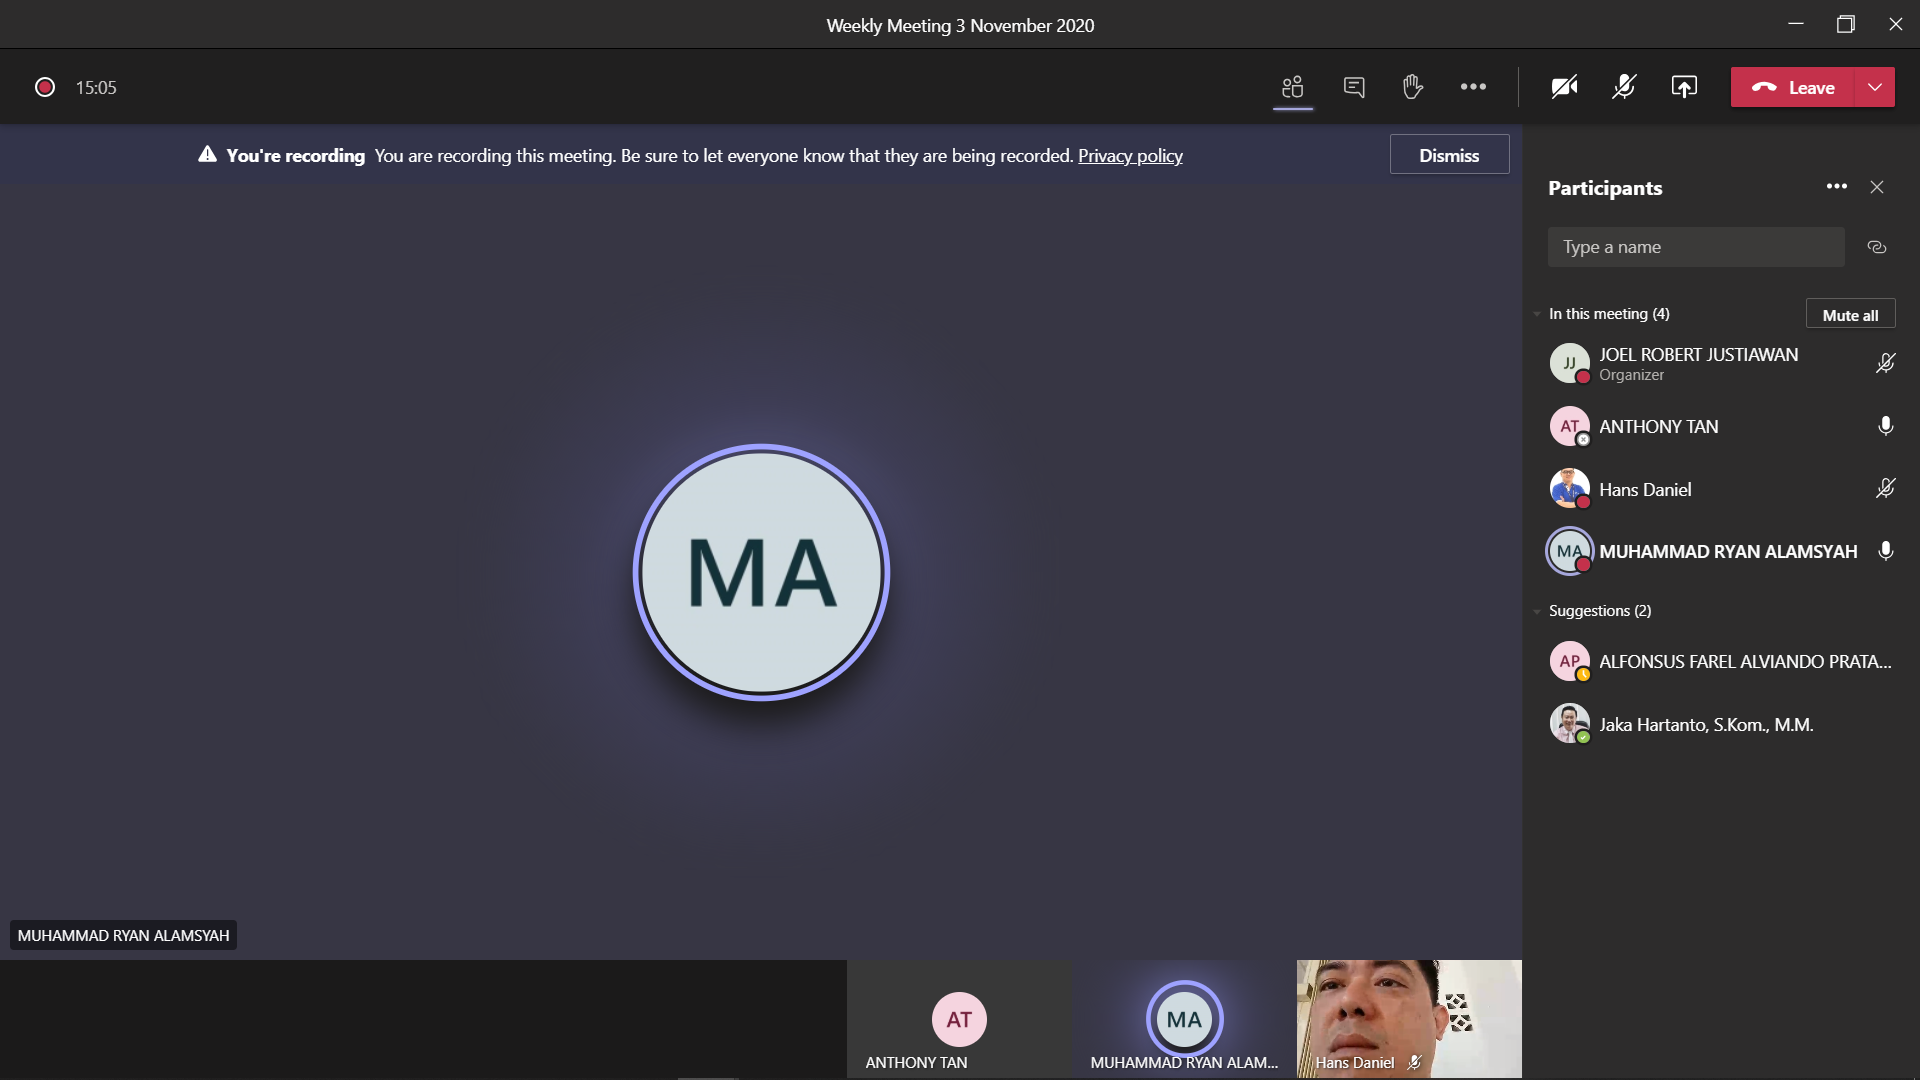 Weekly Meeting 3 November 2020
15:05
Leave
You're recording You are recording this meeting. Be sure to let everyone know that they are being recorded. Privacy policy
Dismiss
MA
MUHAMMAD RYAN ALAMSYAH
AT
ANTHONY TAN
MA
MUHAMMAD RYAN ALAM...
Hans Daniel
Participants
Type a name
In this meeting (4)
Mute all
JJ
JOEL ROBERT JUSTIAWAN
Organizer
AT
ANTHONY TAN
Hans Daniel
MA
MUHAMMAD RYAN ALAMSYAH
Suggestions (2)
AP
ALFONSUS FAREL ALVIANDO PRATA...
Jaka Hartanto, S.Kom., M.M.